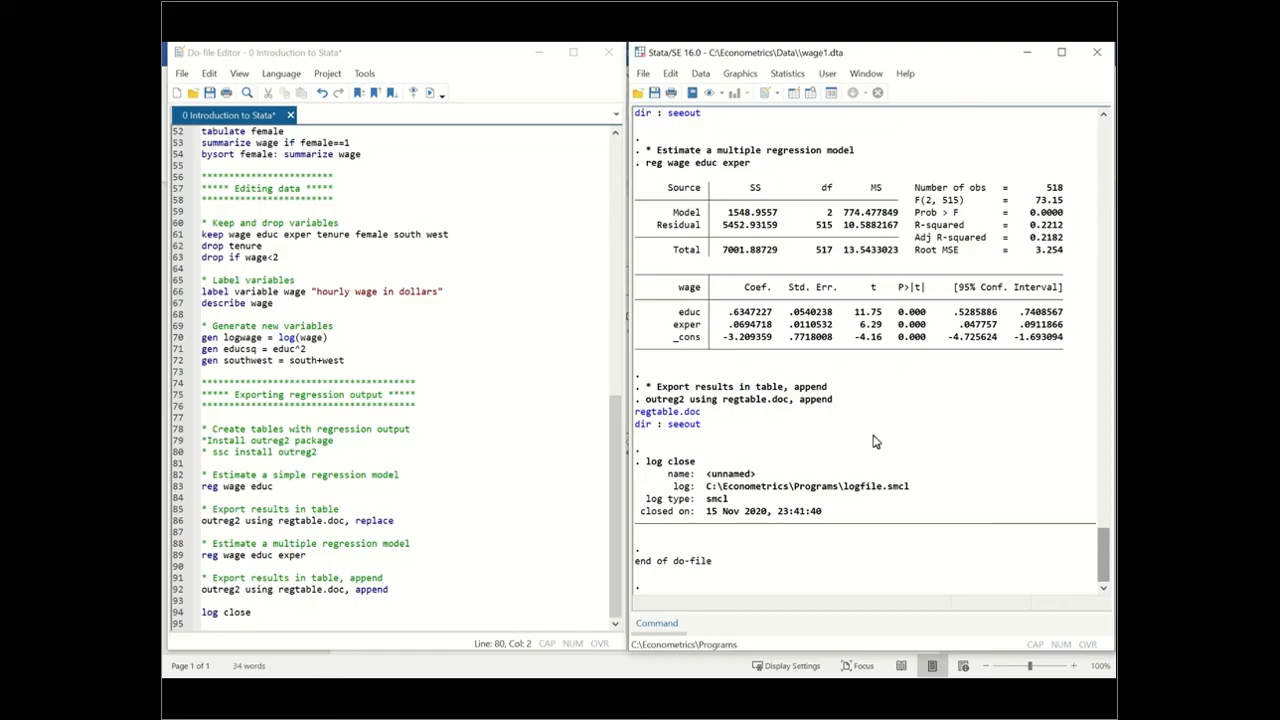 Do-file Editor - 0 Introduction to Stata*
File Edit View Language Project Tools
0 Introduction to Stata*
52 tabulate female
53 summarize wage if female==1
54 bysort female: summarize wage
55
56 ************************
57 ***** Editing data *****
58 ************************
59
60 * Keep and drop variables
61 keep wage educ exper tenure female south west
62 drop tenure
63 drop if wage<2
64
65 * Label variables
66 label variable wage "hourly wage in dollars"
67 describe wage
68
69 * Generate new variables
70 gen logwage = log(wage)
71 gen educsq = educ^2
72 gen southwest = south+west
73
74 ***************************************
75 ***** Exporting regression output *****
76 ***************************************
77
78 * Create tables with regression output
79 *Install outreg2 package
80 * ssc install outreg2
81
82 * Estimate a simple regression model
83 reg wage educ
84
85 * Export results in table
86 outreg2 using regtable.doc, replace
87
88 * Estimate a multiple regression model
89 reg wage educ exper
90
91 * Export results in table, append
92 outreg2 using regtable.doc, append
93
94 log close
95
Line: 80, Col: 2 CAP NUM OVR
Stata/SE 16.0 - C:\Econometrics\Data\\wage1.dta
File Edit Data Graphics Statistics User Window Help
dir : seeout
.
. * Estimate a multiple regression model
. reg wage educ exper
Source SS df MS Number of obs = 518
F(2, 515) = 73.15
Model 1548.9557 2 774.477849 Prob > F = 0.0000
Residual 5452.93159 515 10.5882167 R-squared = 0.2212
Adj R-squared = 0.2182
Total 7001.88729 517 13.5433023 Root MSE = 3.254
wage Coef. Std. Err. t P>|t| [95% Conf. Interval]
educ .6347227 .0540238 11.75 0.000 .5285886 .7408567
exper .0694718 .0110532 6.29 0.000 .047757 .0911866
_cons -3.209359 .7718008 -4.16 0.000 -4.725624 -1.693094
.
. * Export results in table, append
. outreg2 using regtable.doc, append
regtable.doc
dir : seeout
.
. log close
name: <unnamed>
log: C:\Econometrics\Programs\logfile.smcl
log type: smcl
closed on: 15 Nov 2020, 23:41:40
.
end of do-file
.
Command
C:\Econometrics\Programs CAP NUM OVR
Page 1 of 1 34 words Display Settings Focus 100%